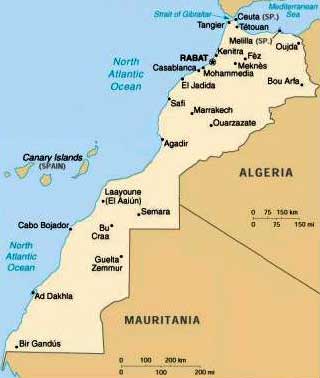 Strait of Gibraltar
Mediterranean
Sea
Ceuta (SP.)
Tangier
Tétouan
Melilla (SP.)
Oujda
Kenitra
RABAT
Fèz
Casablanca
Meknès
Mohammedia
El Jadida
Bou Arfa
North
Atlantic
Ocean
Safi
Marrakech
Ouarzazate
Agadir
Canary Islands
(SPAIN)
ALGERIA
Laayoune
(El Aaiún)
Semara
0 75 150 km
0 75 150 mi
Cabo Bojador
Bu
Craa
North
Atlantic
Ocean
Guelta
Zemmur
Ad Dakhla
MAURITANIA
Bir Gandús
0 100 200 km
0 100 200 mi